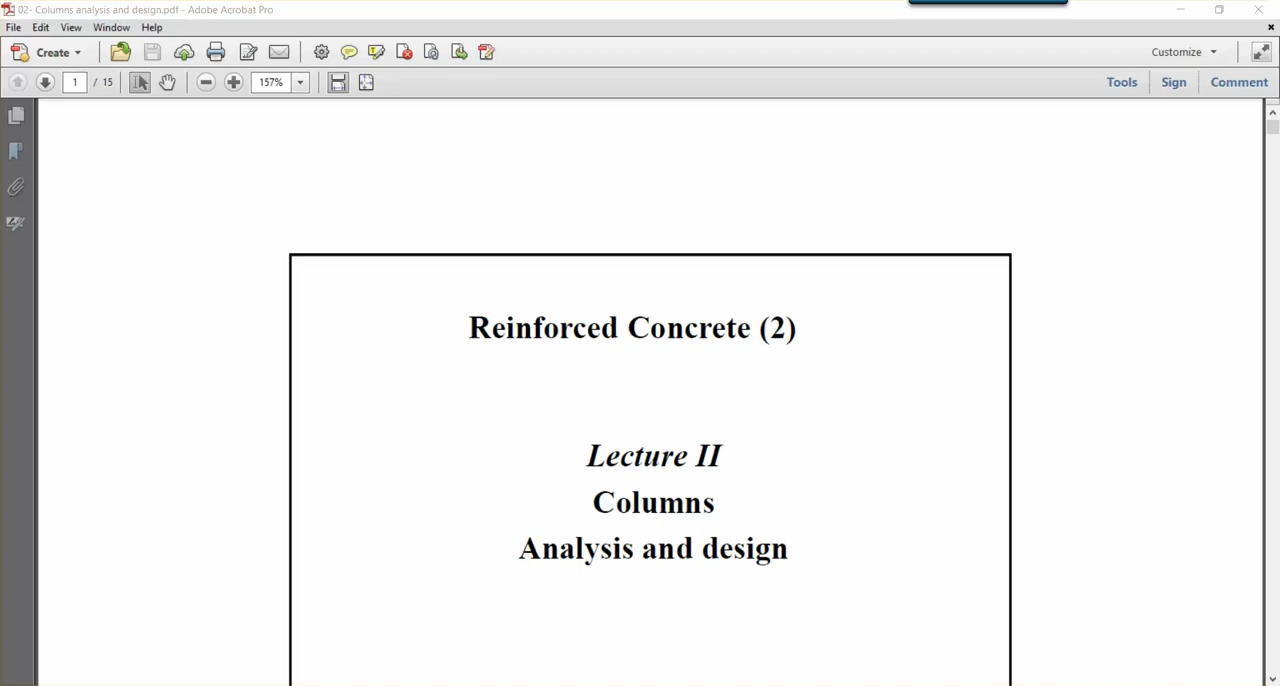 02- Columns analysis and design.pdf - Adobe Acrobat Pro
File Edit View Window Help
Create Customize
1 / 15 157% Tools Sign Comment
Reinforced Concrete (2)
Lecture II
Columns
Analysis and design